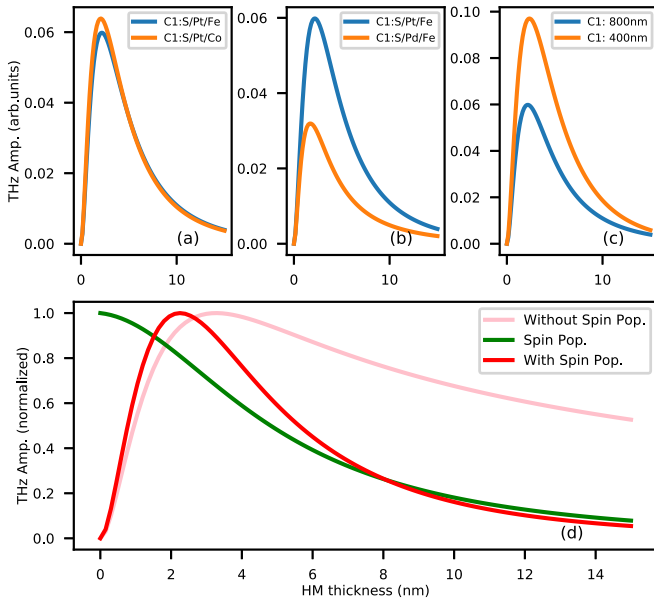 THz Amp. (arb.units)
0.06
0.04
0.02
0.00
C1:S/Pt/Fe
C1:S/Pt/Co
(a)
0
10
0.06
0.04
0.02
0.00
C1:S/Pt/Fe
C1:S/Pd/Fe
(b)
0
10
0.10
0.08
0.06
0.04
0.02
0.00
C1: 800nm
C1: 400nm
(c)
0
10
THz Amp. (normalized)
1.0
0.8
0.6
0.4
0.2
0.0
Without Spin Pop.
Spin Pop.
With Spin Pop.
(d)
0 2 4 6 8 10 12 14
HM thickness (nm)